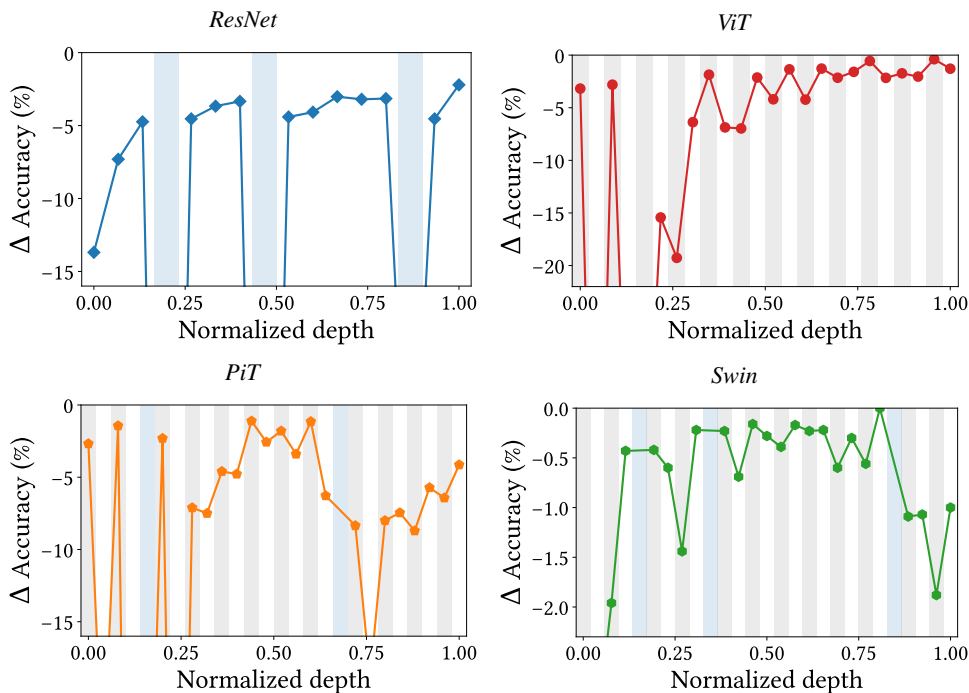 ResNet
Δ Accuracy (%)
0
−5
−10
−15
0.00 0.25 0.50 0.75 1.00
Normalized depth
ViT
Δ Accuracy (%)
0
−5
−10
−15
−20
0.00 0.25 0.50 0.75 1.00
Normalized depth
PiT
Δ Accuracy (%)
0
−5
−10
−15
0.00 0.25 0.50 0.75 1.00
Normalized depth
Swin
Δ Accuracy (%)
0.0
−0.5
−1.0
−1.5
−2.0
0.00 0.25 0.50 0.75 1.00
Normalized depth